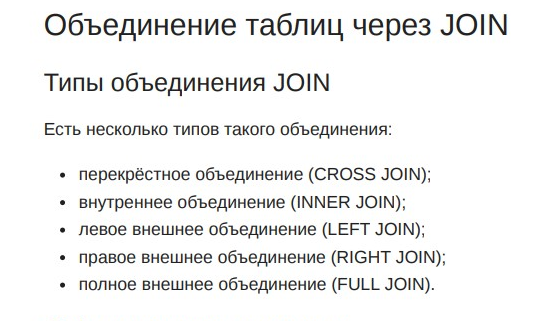 Объединение таблиц через JOIN
Типы объединения JOIN
Есть несколько типов такого объединения:
• перекрёстное объединение (CROSS JOIN);
• внутреннее объединение (INNER JOIN);
• левое внешнее объединение (LEFT JOIN);
• правое внешнее объединение (RIGHT JOIN);
• полное внешнее объединение (FULL JOIN).